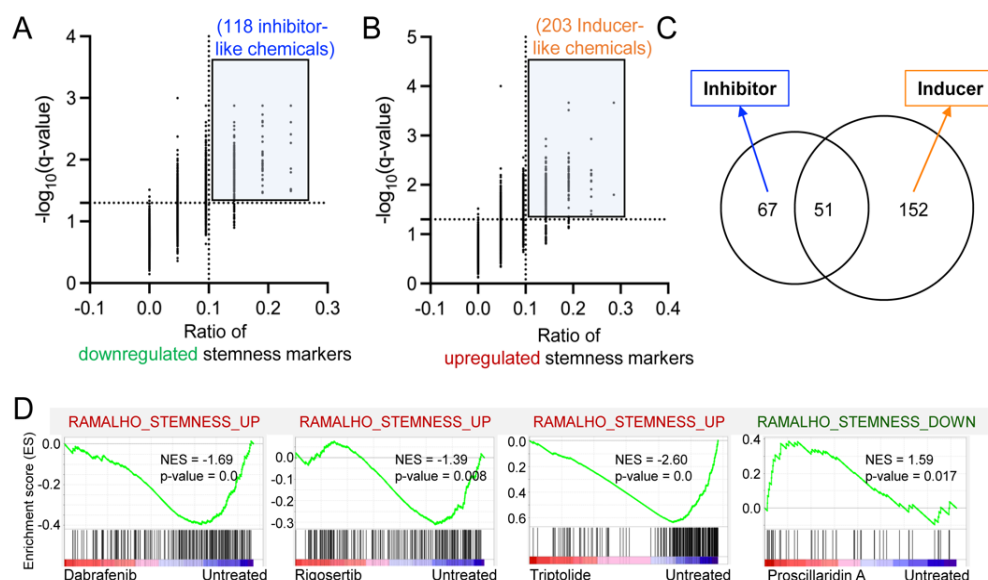 A
(118 inhibitor-
like chemicals)
4
3
2
1
0
-log10(q-value)
-0.1 0.0 0.1 0.2 0.3
Ratio of
downregulated stemness markers
B
(203 Inducer-
like chemicals)
5
4
3
2
1
0
-log10(q-value)
-0.1 0.0 0.1 0.2 0.3 0.4
Ratio of
upregulated stemness markers
C
Inhibitor
Inducer
67 51 152
D
RAMALHO_STEMNESS_UP
Enrichment score (ES)
0.0
-0.2
-0.4
NES = -1.69
p-value = 0.0
Dabrafenib Untreated
RAMALHO_STEMNESS_UP
0.0
-0.1
-0.2
-0.3
NES = -1.39
p-value = 0.008
Rigosertib Untreated
RAMALHO_STEMNESS_UP
0.0
0.2
0.4
0.6
NES = -2.60
p-value = 0.0
Triptolide Untreated
RAMALHO_STEMNESS_DOWN
0.4
0.2
0.0
NES = 1.59
p-value = 0.017
Proscillaridin A Untreated